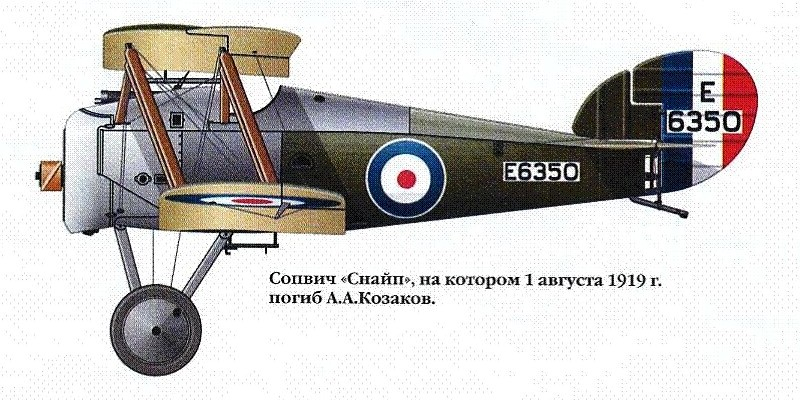 E
6350
E6350
Сопвич «Снайп», на котором 1 августа 1919 г.
погиб А.А.Козаков.